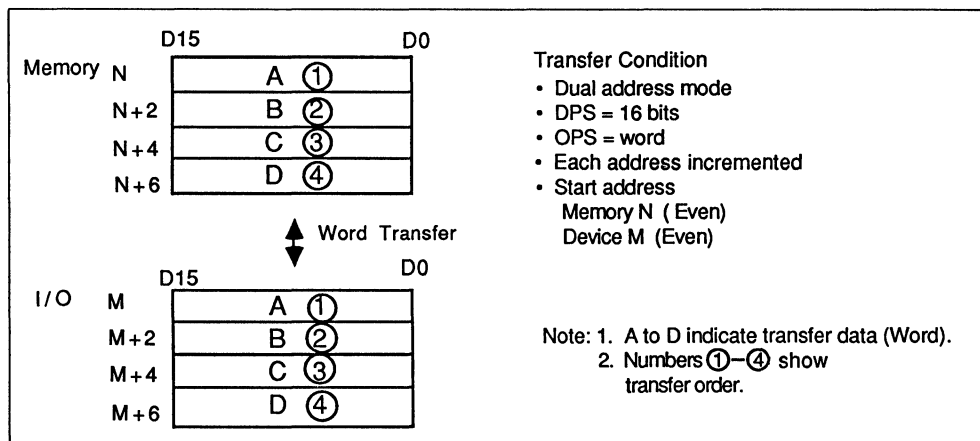 D15 D0
Memory N A ①
N+2 B ②
N+4 C ③
N+6 D ④
Word Transfer
D15 D0
I/O M A ①
M+2 B ②
M+4 C ③
M+6 D ④
Transfer Condition
• Dual address mode
• DPS = 16 bits
• OPS = word
• Each address incremented
• Start address
Memory N ( Even)
Device M (Even)
Note: 1. A to D indicate transfer data (Word).
2. Numbers ①–④ show
transfer order.